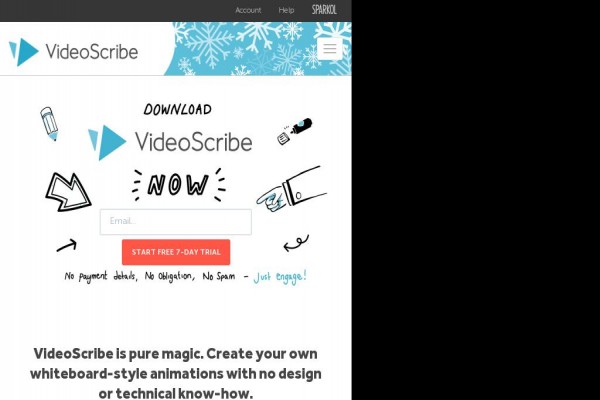 Account Help SPARKOL
VideoScribe
DOWNLOAD
VideoScribe
NOW
Email...
START FREE 7-DAY TRIAL
No payment details, No Obligation, No Spam - Just engage!
VideoScribe is pure magic. Create your own
whiteboard-style animations with no design
or technical know-how.